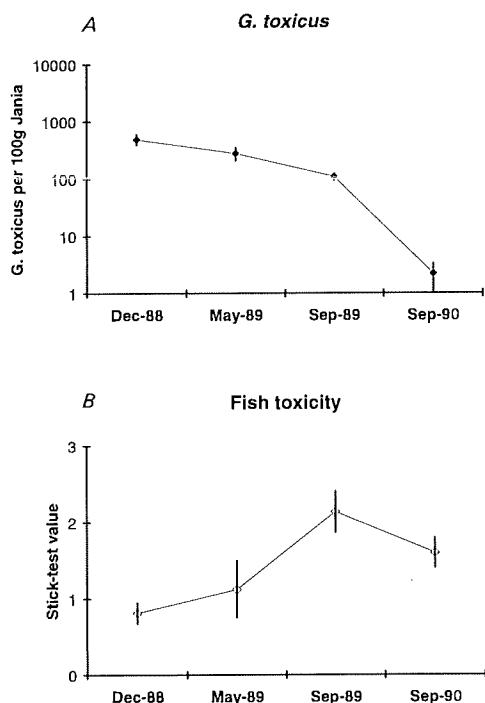 A
G. toxicus
G. toxicus per 100g Jania
10000
1000
100
10
1
Dec-88 May-89 Sep-89 Sep-90
B
Fish toxicity
Stick-test value
3
2
1
0
Dec-88 May-89 Sep-89 Sep-90